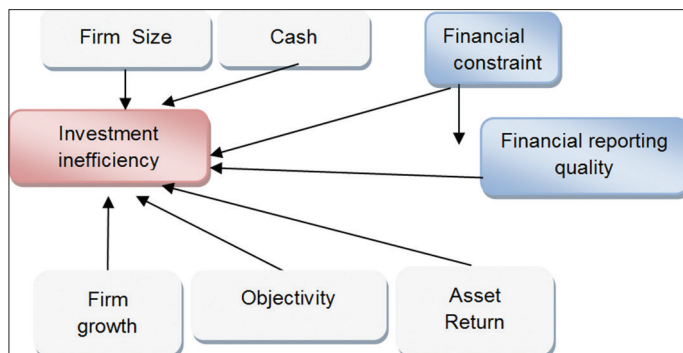 Firm Size
Cash
Financial
constraint
Investment
inefficiency
Financial reporting
quality
Firm
growth
Objectivity
Asset
Return